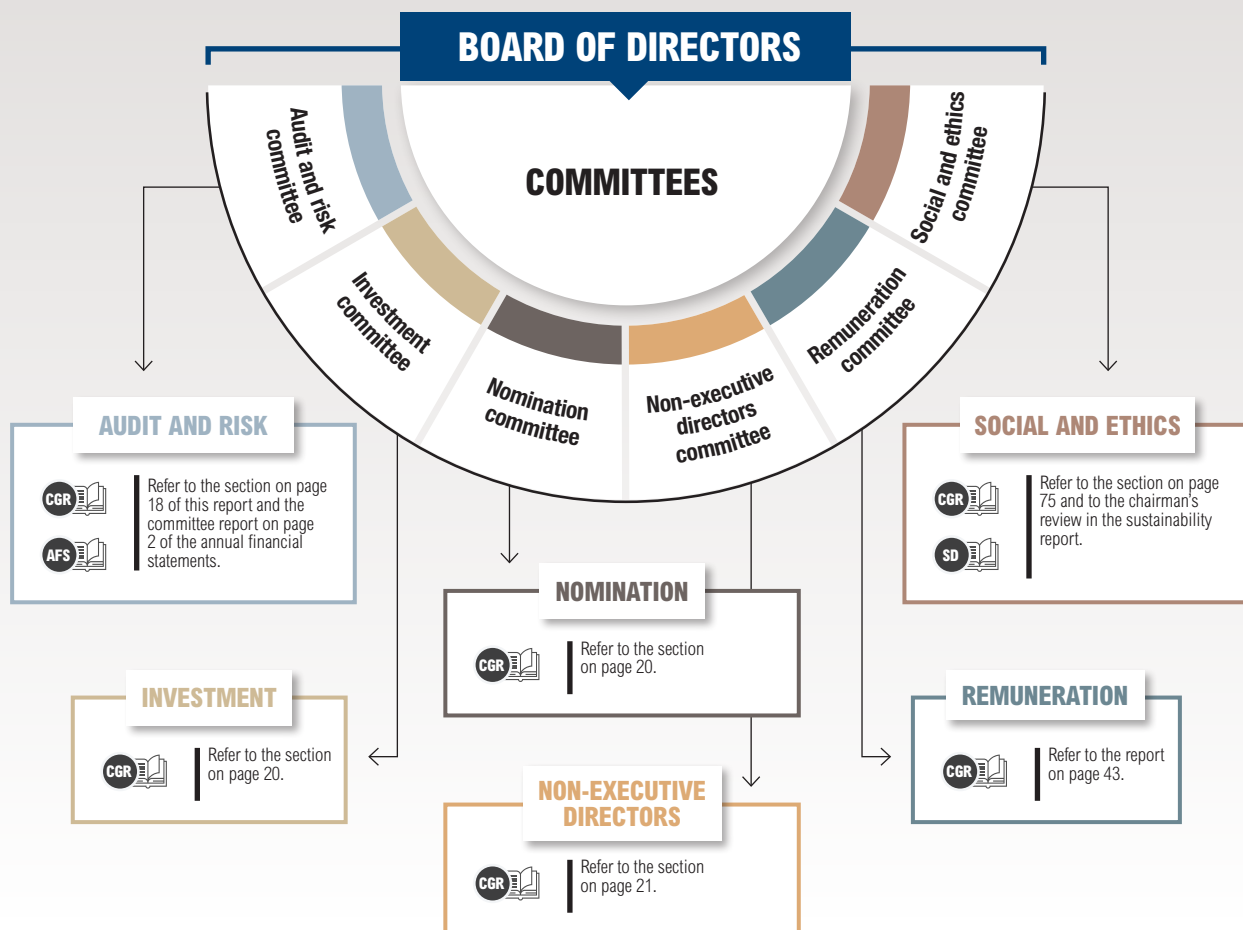 BOARD OF DIRECTORS
COMMITTEES
Audit and risk
committee
Investment
committee
Nomination
committee
Non-executive
directors
committee
Remuneration
committee
Social and ethics
committee
AUDIT AND RISK
CGR
AFS
Refer to the section on page
18 of this report and the
committee report on page
2 of the annual financial
statements.
SOCIAL AND ETHICS
CGR
SD
Refer to the section on page
75 and to the chairman's
review in the sustainability
report.
NOMINATION
CGR
Refer to the section
on page 20.
INVESTMENT
CGR
Refer to the section
on page 20.
REMUNERATION
CGR
Refer to the report
on page 43.
NON-EXECUTIVE
DIRECTORS
CGR
Refer to the section
on page 21.